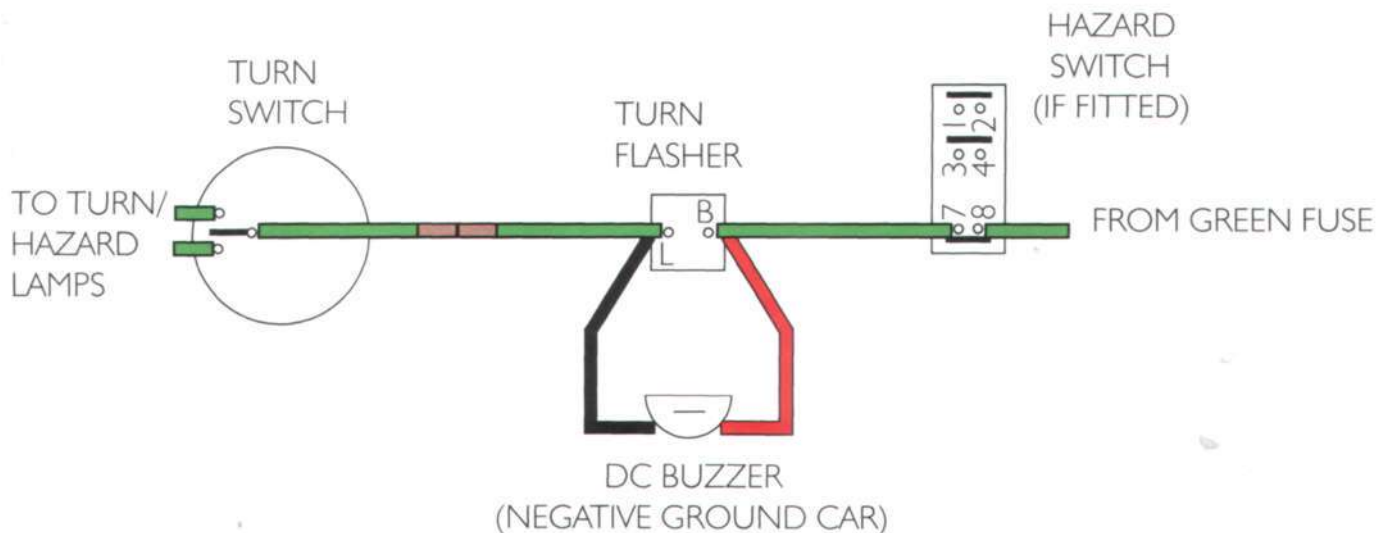 HAZARD
SWITCH
(IF FITTED)
TURN
SWITCH
TURN
FLASHER
1 2
3 4
TO TURN/
HAZARD
LAMPS
B
L
7 8
FROM GREEN FUSE
DC BUZZER
(NEGATIVE GROUND CAR)